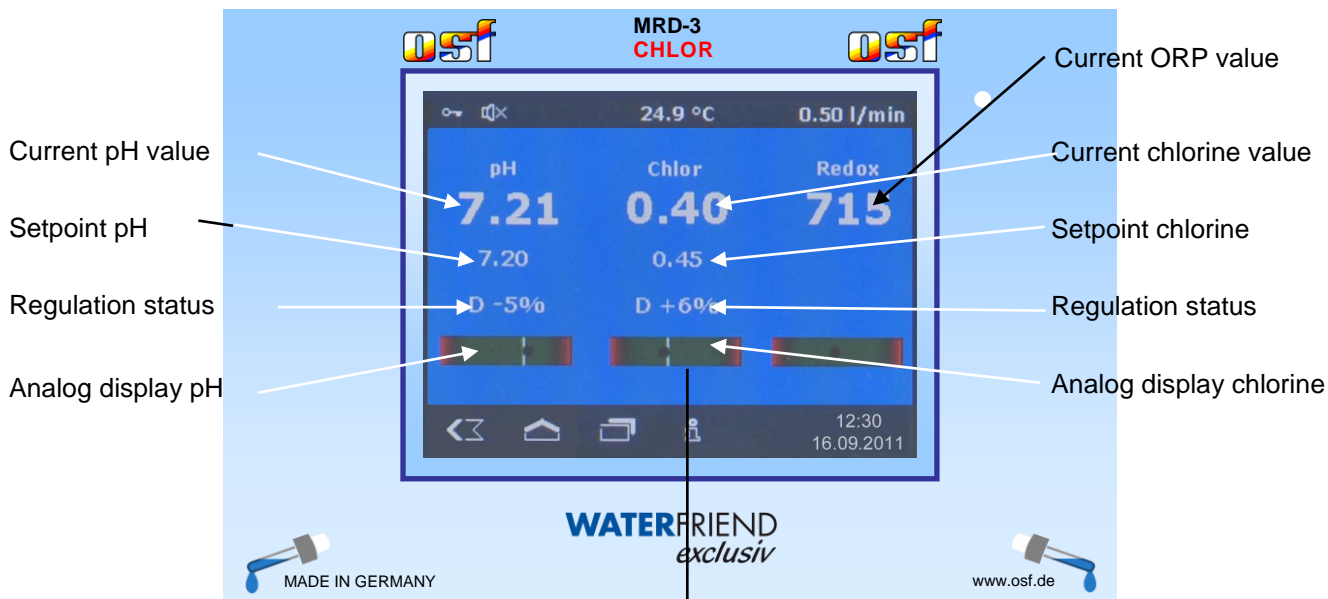 osf
MRD-3
CHLOR
osf
Current ORP value
24.9 °C
0.50 l/min
Current pH value
Current chlorine value
pH
Chlor
Redox
7.21
0.40
715
Setpoint pH
Setpoint chlorine
7.20
0.45
Regulation status
Regulation status
D -5%
D +6%
Analog display pH
Analog display chlorine
12:30
16.09.2011
WATERFRIEND
exclusiv
MADE IN GERMANY
www.osf.de